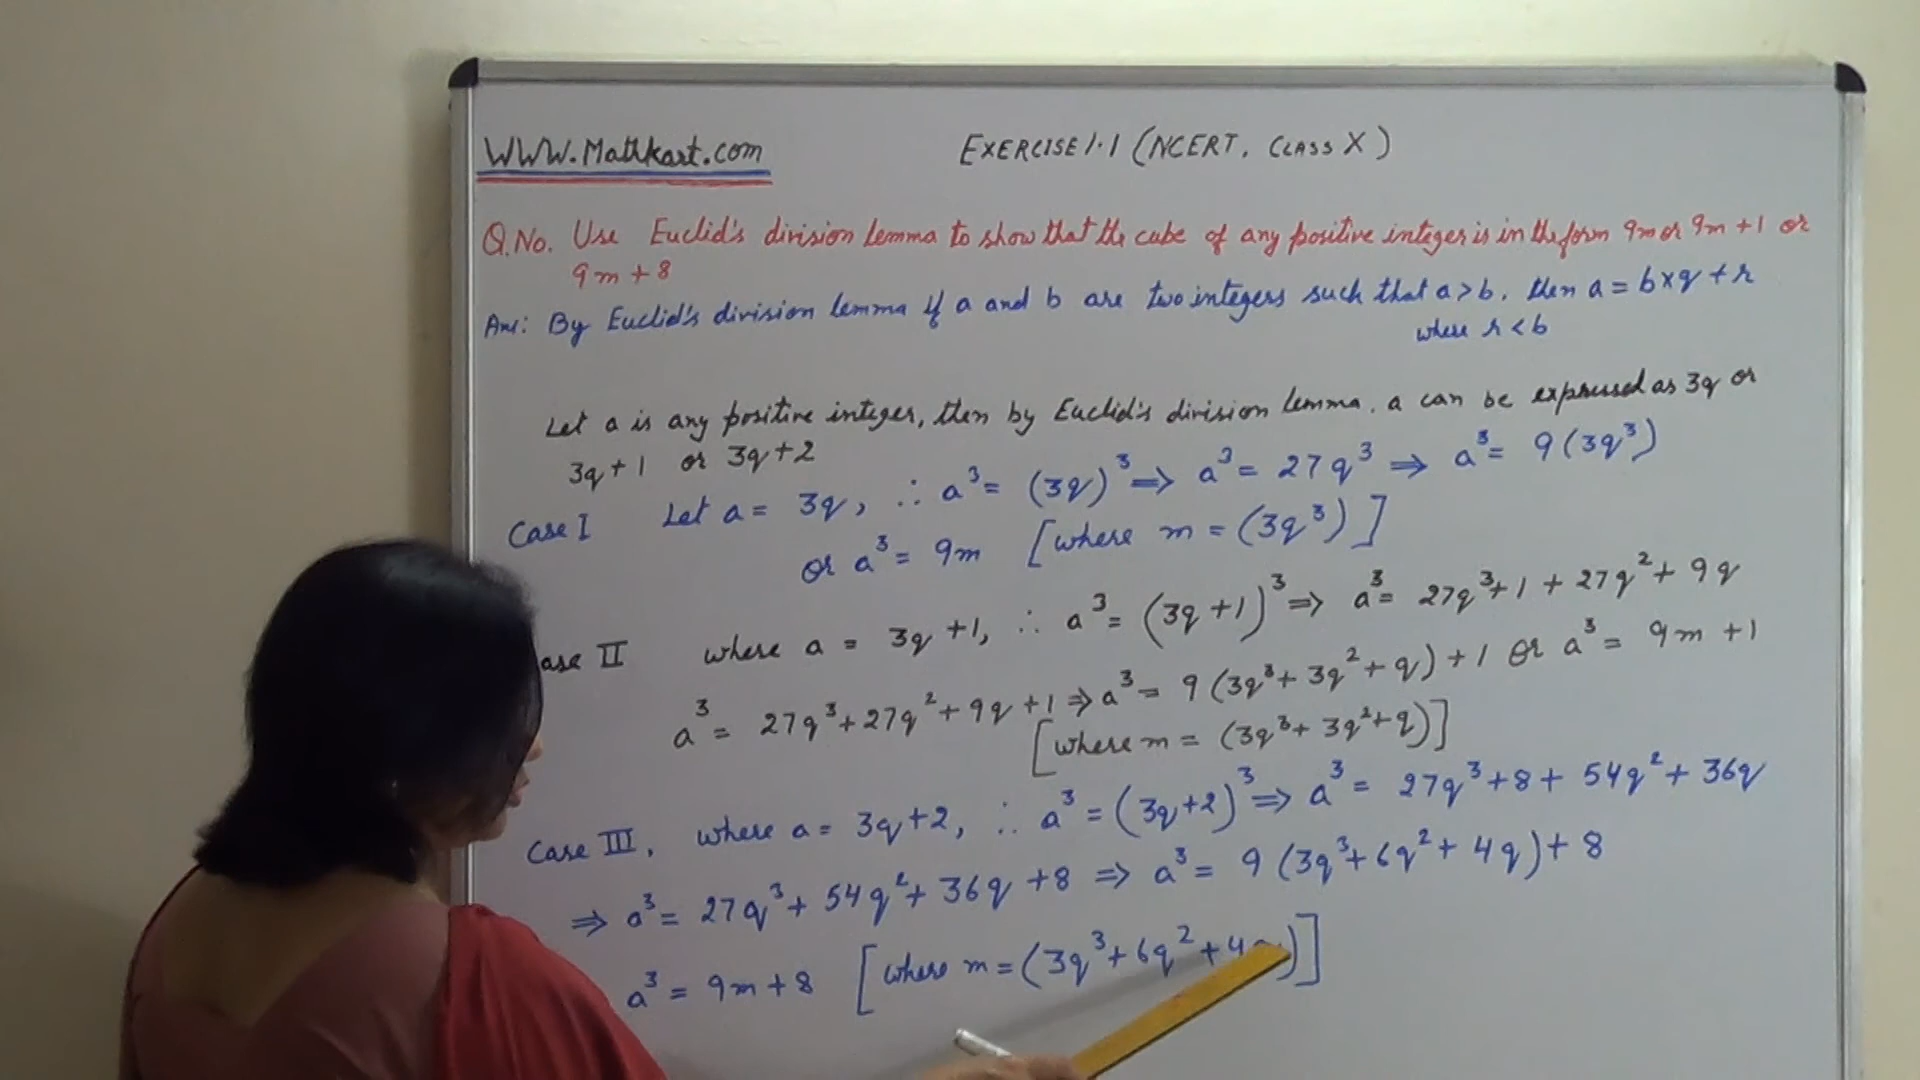 WWW.Mathkart.com
EXERCISE 1.1 (NCERT, CLASS X)
Q.No. Use Euclid's division lemma to show that the cube of any positive integer is in the form 9m or 9m + 1 or
9m + 8
Ans: By Euclid's division lemma if a and b are two integers such that a > b, then a = b × q + r
where r < b
Let a is any positive integer, then by Euclid's division lemma, a can be expressed as 3q or
3q + 1 or 3q + 2
Case I Let a = 3q, ∴ a³ = (3q)³ ⇒ a³ = 27q³ ⇒ a³ = 9(3q³)
or a³ = 9m [where m = (3q³)]
ase II where a = 3q + 1, ∴ a³ = (3q + 1)³ ⇒ a³ = 27q³ + 1 + 27q² + 9q
a³ = 27q³ + 27q² + 9q + 1 ⇒ a³ = 9(3q³ + 3q² + q) + 1 or a³ = 9m + 1
[where m = (3q³ + 3q² + q)]
Case III, where a = 3q + 2, ∴ a³ = (3q + 2)³ ⇒ a³ = 27q³ + 8 + 54q² + 36q
⇒ a³ = 27q³ + 54q² + 36q + 8 ⇒ a³ = 9(3q³ + 6q² + 4q) + 8
a³ = 9m + 8 [where m = (3q³ + 6q² + 4 )]